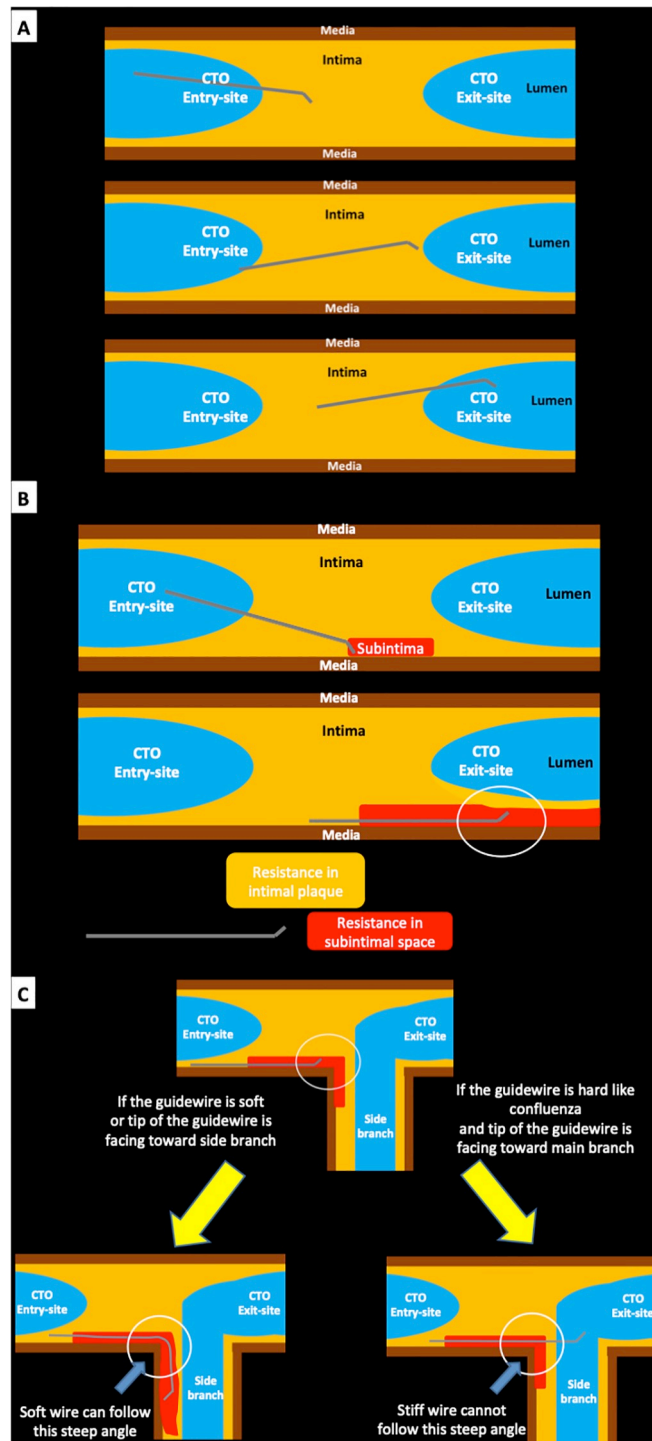 A
Media
Intima
CTO
Entry-site
CTO
Exit-site
Lumen
Media
Media
Intima
CTO
Entry-site
CTO
Exit-site
Lumen
Media
Media
Intima
CTO
Entry-site
CTO
Exit-site
Lumen
Media
B
Media
Intima
CTO
Entry-site
CTO
Exit-site
Lumen
Subintima
Media
Media
Intima
CTO
Entry-site
CTO
Exit-site
Lumen
Media
Resistance in
intimal plaque
Resistance in
subintimal space
C
CTO
Entry-site
CTO
Exit-site
Side
branch
If the guidewire is soft
or tip of the guidewire is
facing toward side branch
If the guidewire is hard like
confluenza
and tip of the guidewire is
facing toward main branch
CTO
Entry-site
CTO
Exit-site
Side
branch
Soft wire can follow
this steep angle
CTO
Entry-site
CTO
Exit-site
Side
branch
Stiff wire cannot
follow this steep angle